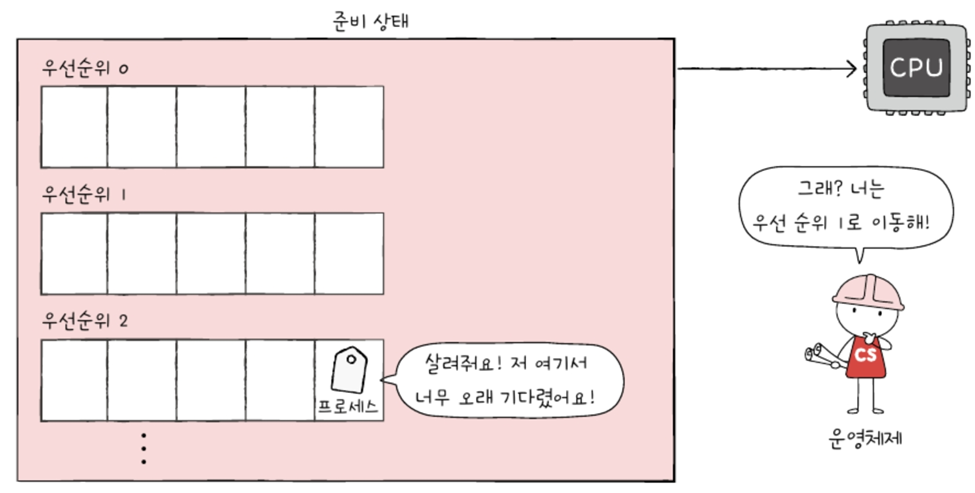 준비 상태
우선순위 0
CPU
우선순위 1
그래? 너는
우선 순위 1로 이동해!
우선순위 2
살려줘요! 저 여기서
너무 오래 기다렸어요!
프로세스
CS
운영체제